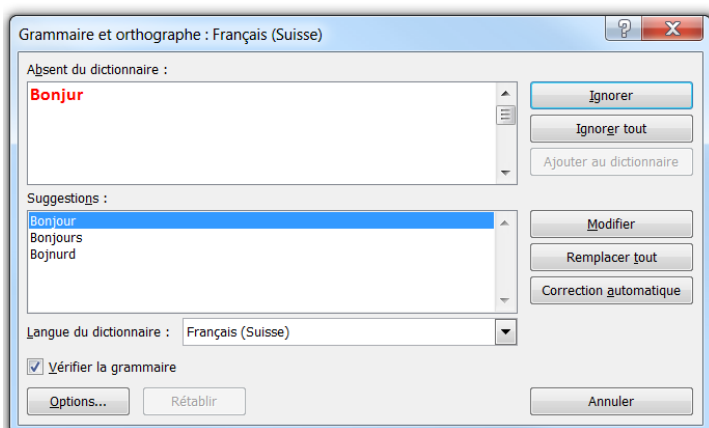 Grammaire et orthographe : Français (Suisse)
Absent du dictionnaire :
Bonjur
Ignorer
Ignorer tout
Ajouter au dictionnaire
Suggestions :
Bonjour
Bonjours
Bojnurd
Modifier
Remplacer tout
Correction automatique
Langue du dictionnaire : Français (Suisse)
Vérifier la grammaire
Options... Rétablir Annuler